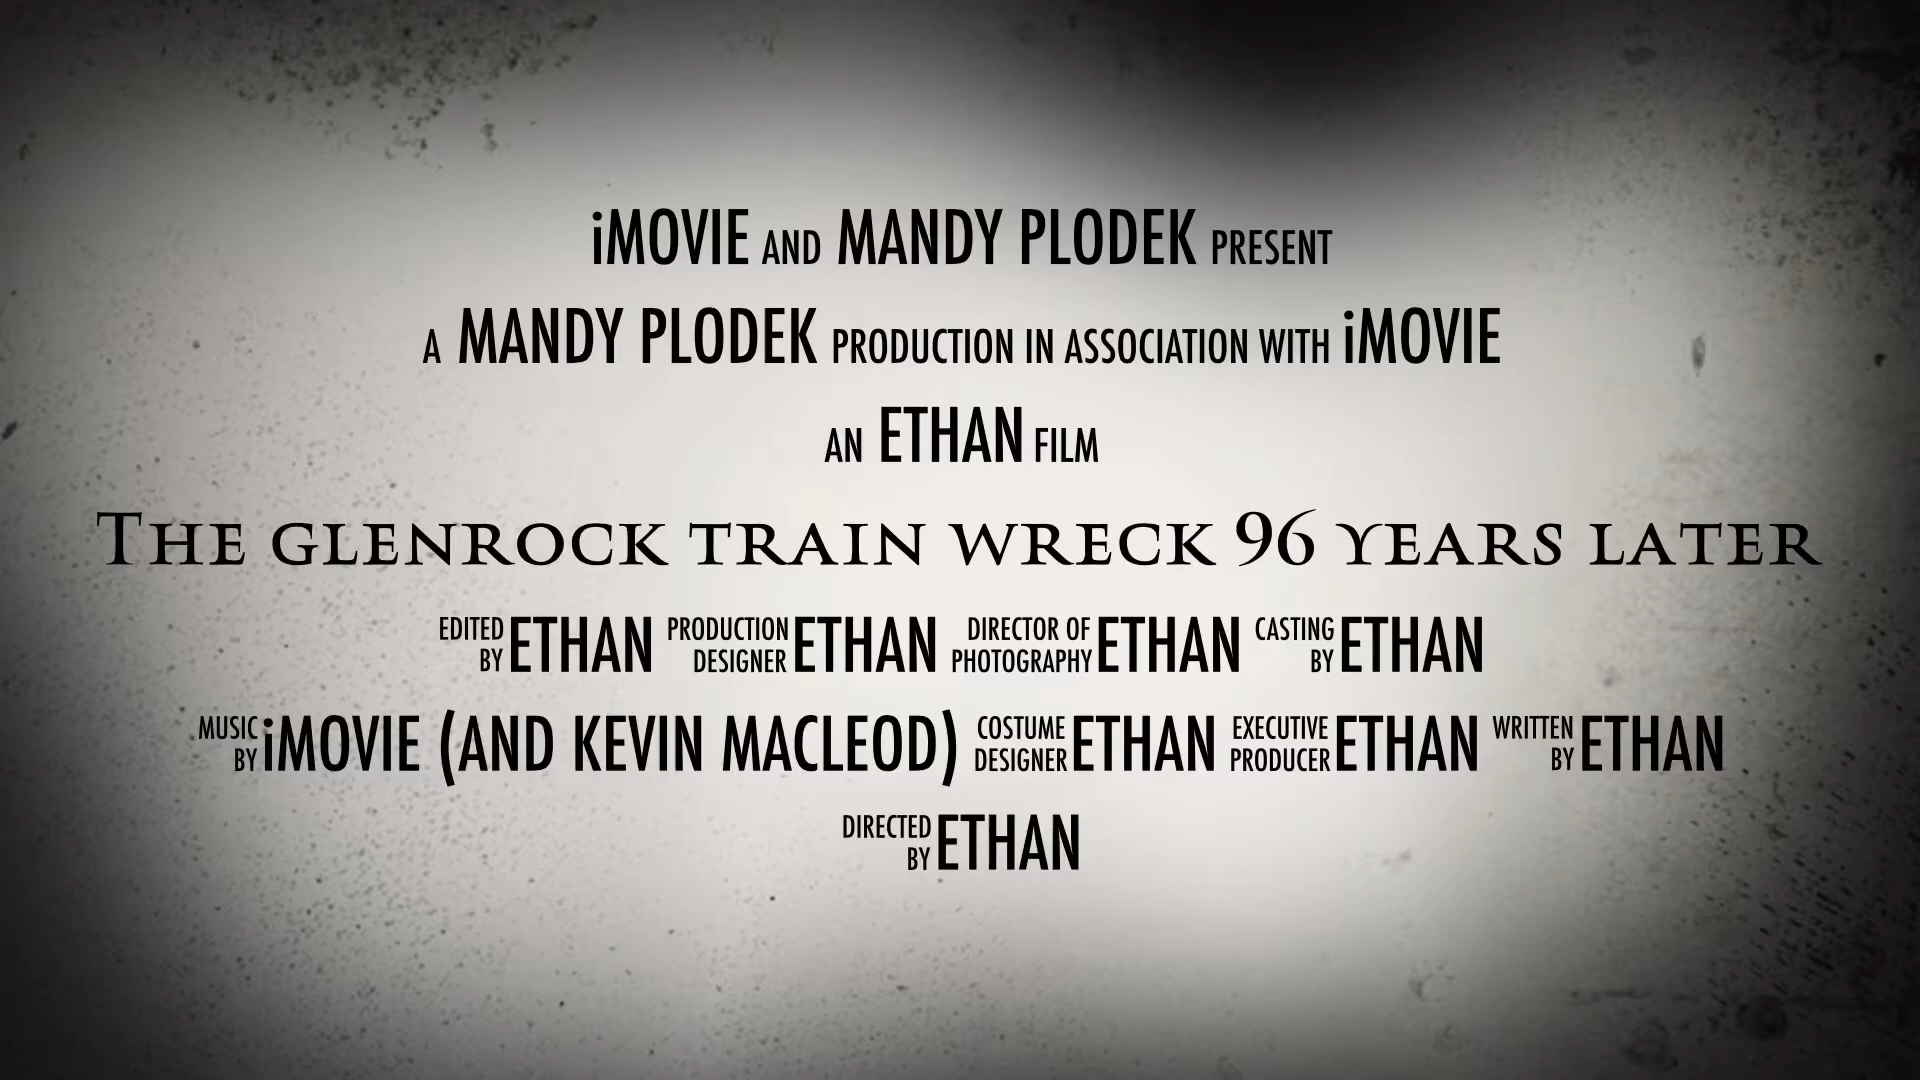 iMOVIE AND MANDY PLODEK PRESENT
A MANDY PLODEK PRODUCTION IN ASSOCIATION WITH iMOVIE
AN ETHAN FILM
THE GLENROCK TRAIN WRECK 96 YEARS LATER
EDITED BY ETHAN PRODUCTION DESIGNER ETHAN DIRECTOR OF PHOTOGRAPHY ETHAN CASTING BY ETHAN
MUSIC BY iMOVIE (AND KEVIN MACLEOD) COSTUME DESIGNER ETHAN EXECUTIVE PRODUCER ETHAN WRITTEN BY ETHAN
DIRECTED BY ETHAN